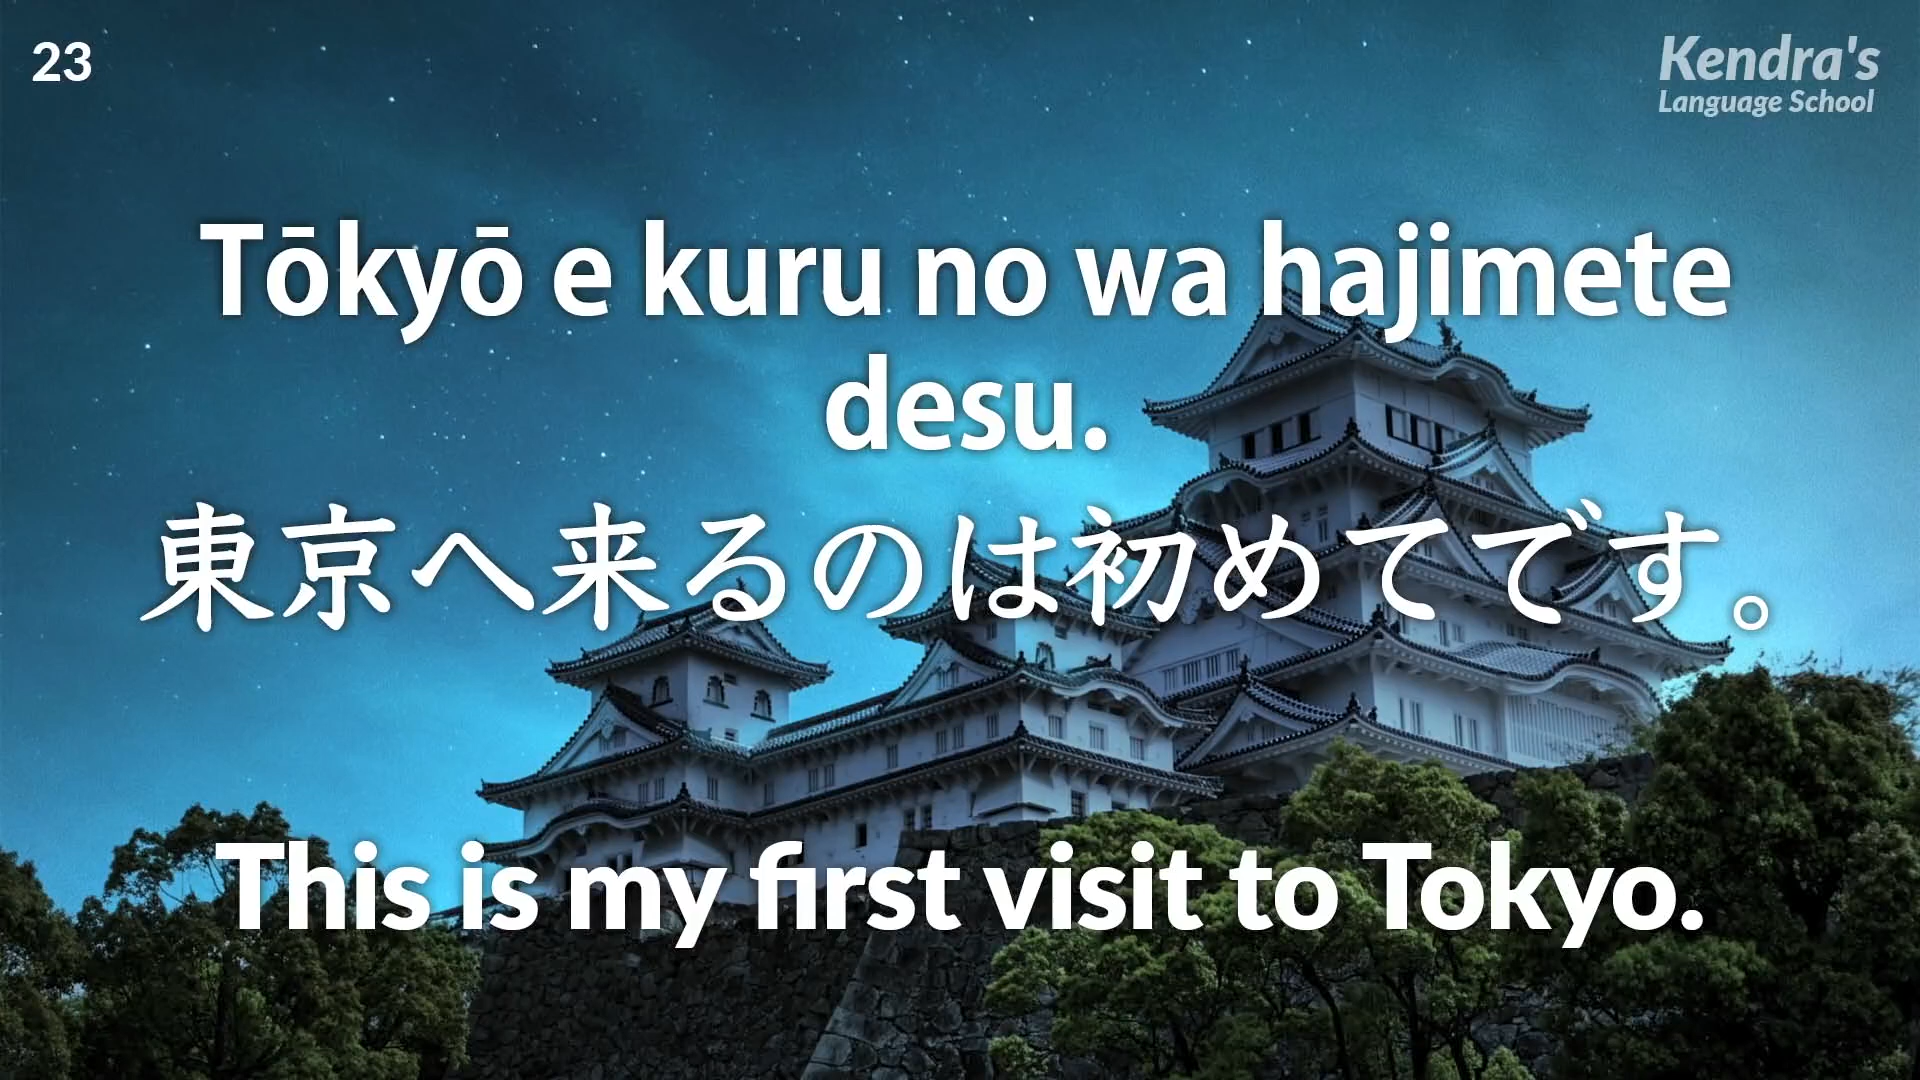 23
Kendra's
Language School
Tōkyō e kuru no wa hajimete
desu.
東京へ来るのは初めてです。
This is my first visit to Tokyo.